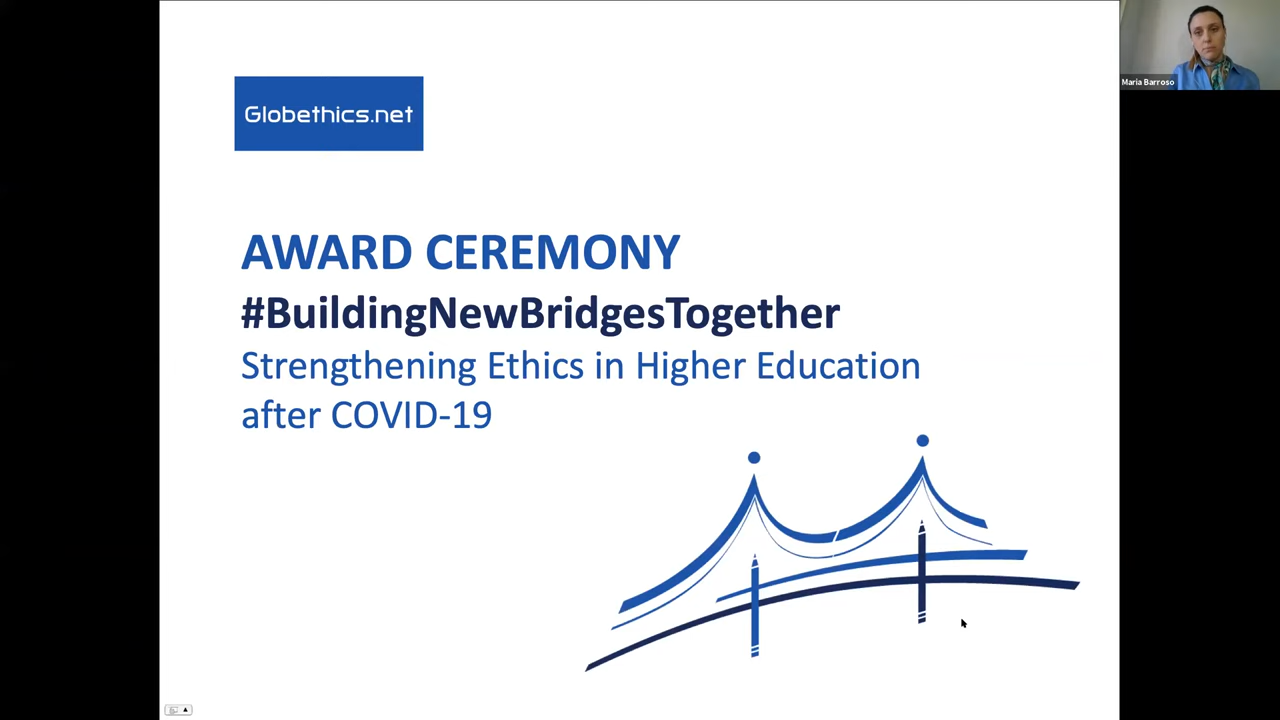 Globethics.net
Maria Barroso
AWARD CEREMONY
#BuildingNewBridgesTogether
Strengthening Ethics in Higher Education
after COVID-19